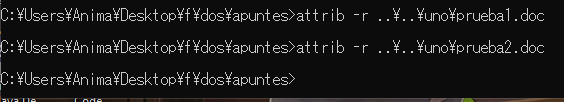 C:¥Users¥Anima¥Desktop¥f¥dos¥apuntes>attrib -r ..¥..¥uno¥prueba1.doc
C:¥Users¥Anima¥Desktop¥f¥dos¥apuntes>attrib -r ..¥..¥uno¥prueba2.doc
C:¥Users¥Anima¥Desktop¥f¥dos¥apuntes>